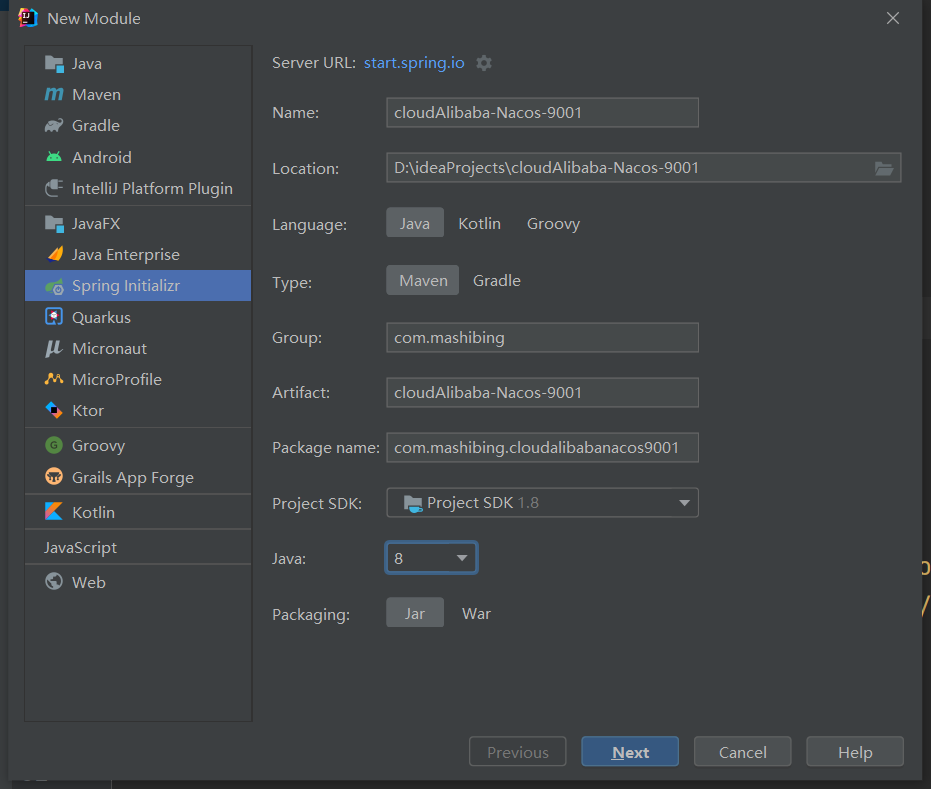 New Module
Java
Maven
Gradle
Android
IntelliJ Platform Plugin
JavaFX
Java Enterprise
Spring Initializr
Quarkus
Micronaut
MicroProfile
Ktor
Groovy
Grails App Forge
Kotlin
JavaScript
Web
Server URL: start.spring.io
Name: cloudAlibaba-Nacos-9001
Location: D:\ideaProjects\cloudAlibaba-Nacos-9001
Language: Java Kotlin Groovy
Type: Maven Gradle
Group: com.mashibing
Artifact: cloudAlibaba-Nacos-9001
Package name: com.mashibing.cloudalibabanacos9001
Project SDK: Project SDK 1.8
Java: 8
Packaging: Jar War
Previous Next Cancel Help